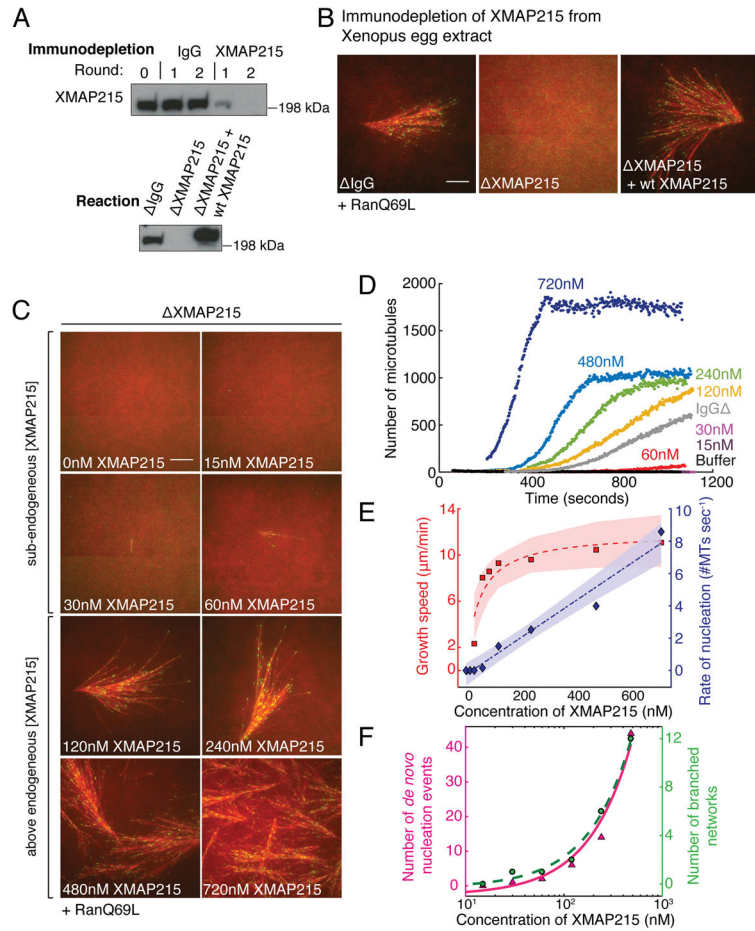 A
Immunodepletion
IgG
XMAP215
Round:
0
1
2
1
2
XMAP215
198 kDa
Reaction
ΔIgG
ΔXMAP215
ΔXMAP215 +
wt XMAP215
198 kDa
B
Immunodepletion of XMAP215 from
Xenopus egg extract
ΔIgG
ΔXMAP215
ΔXMAP215
+ wt XMAP215
+ RanQ69L
C
ΔXMAP215
sub-endogeneous [XMAP215]
0nM XMAP215
15nM XMAP215
30nM XMAP215
60nM XMAP215
above endogeneous [XMAP215]
120nM XMAP215
240nM XMAP215
480nM XMAP215
720nM XMAP215
+ RanQ69L
D
Number of microtubules
2000
1500
1000
500
0
720nM
480nM
240nM
120nM
IgGΔ
30nM
15nM
Buffer
60nM
0
400
800
1200
Time (seconds)
E
Growth speed (µm/min)
14
10
6
2
0
Rate of nucleation (#MTs sec⁻¹)
10
8
6
4
2
0
0
200
400
600
Concentration of XMAP215 (nM)
F
Number of de novo
nucleation events
40
30
20
10
0
Number of branched
networks
12
8
4
0
10¹
10²
10³
Concentration of XMAP215 (nM)